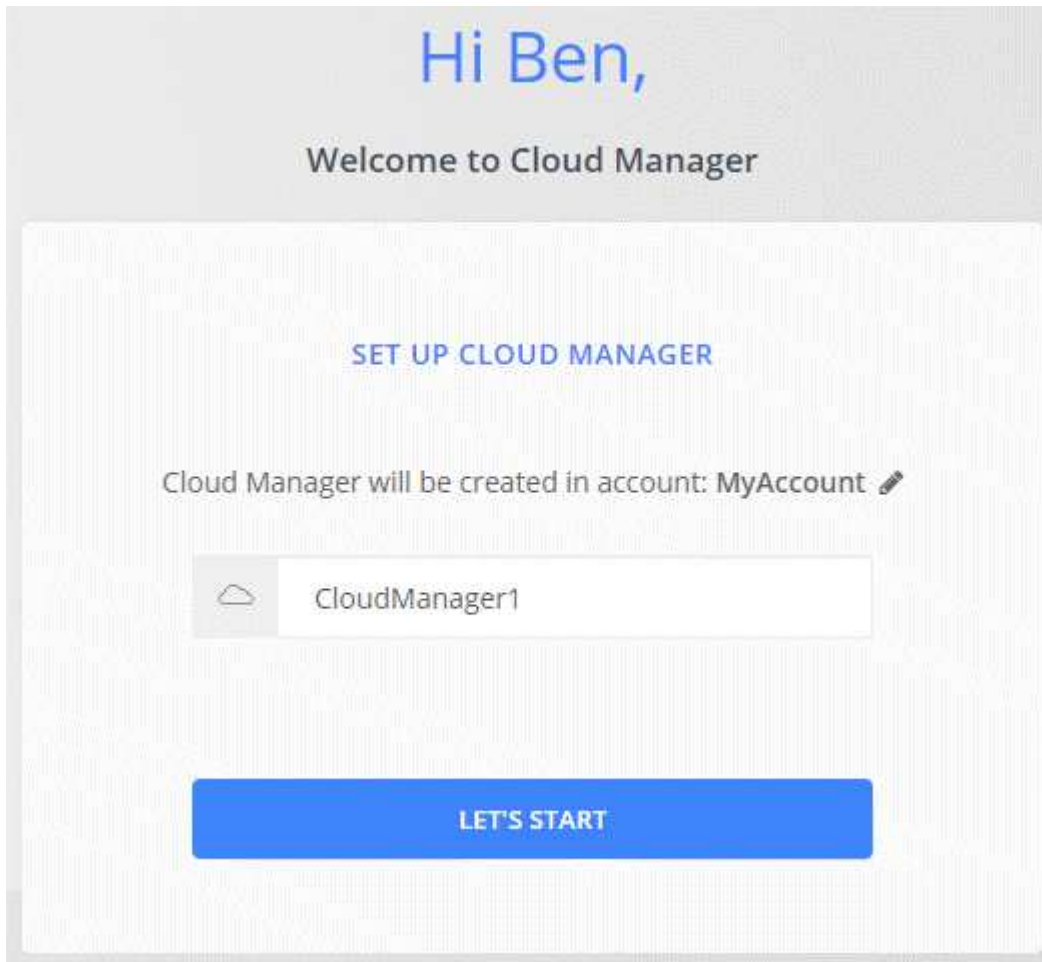 Hi Ben,
Welcome to Cloud Manager
SET UP CLOUD MANAGER
Cloud Manager will be created in account: MyAccount
CloudManager1
LET'S START